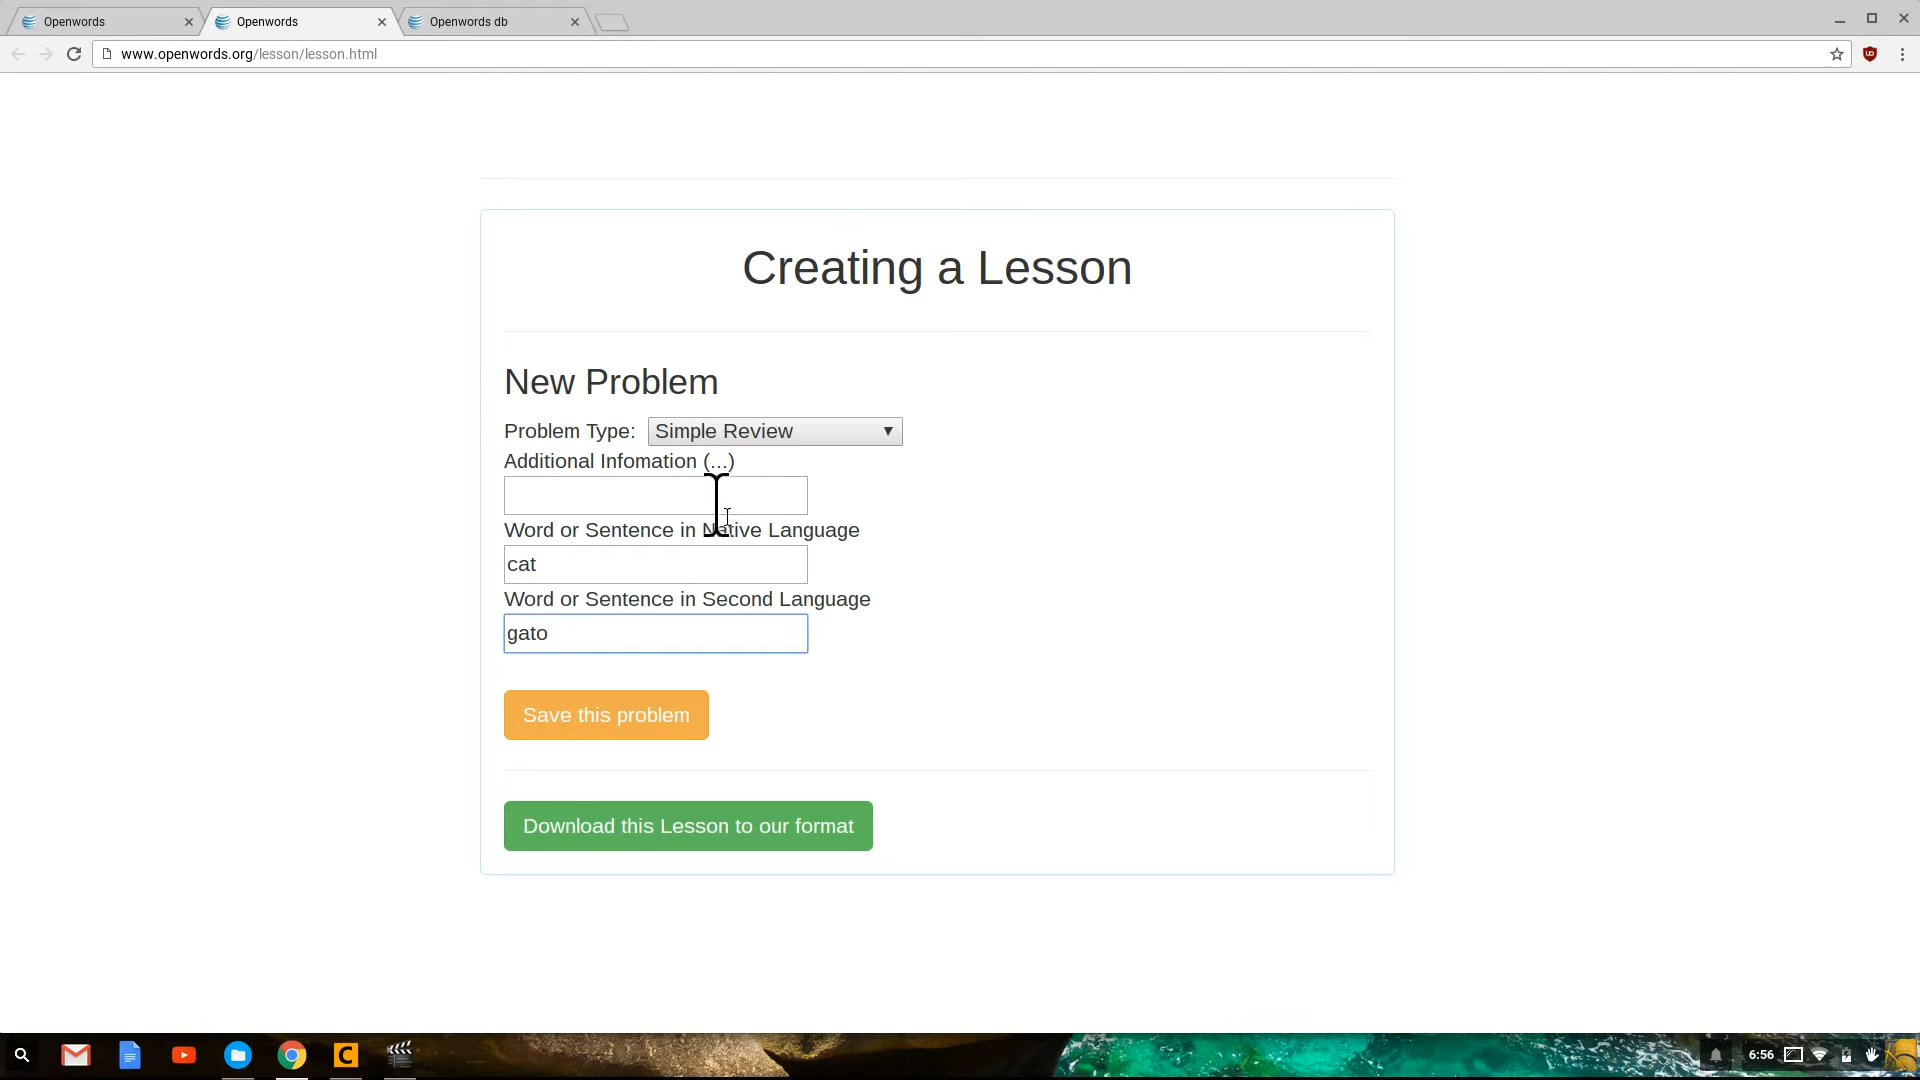 Openwords
Openwords
Openwords db
www.openwords.org/lesson/lesson.html
Creating a Lesson
New Problem
Problem Type: Simple Review
Additional Infomation (...)
Word or Sentence in Native Language
cat
Word or Sentence in Second Language
gato
Save this problem
Download this Lesson to our format
C
6:56